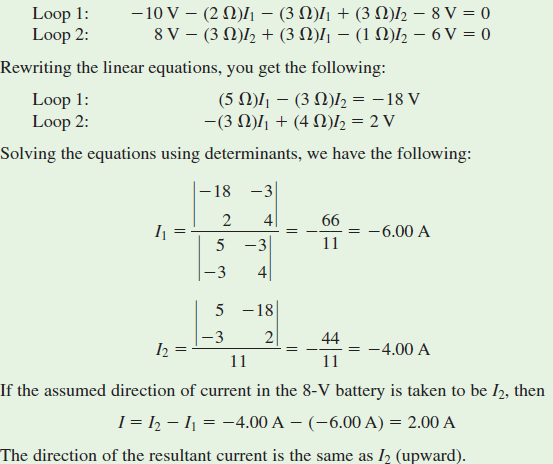 Loop 1: −10 V − (2 Ω)I₁ − (3 Ω)I₁ + (3 Ω)I₂ − 8 V = 0
Loop 2: 8 V − (3 Ω)I₂ + (3 Ω)I₁ − (1 Ω)I₂ − 6 V = 0
Rewriting the linear equations, you get the following:
Loop 1: (5 Ω)I₁ − (3 Ω)I₂ = −18 V
Loop 2: −(3 Ω)I₁ + (4 Ω)I₂ = 2 V
Solving the equations using determinants, we have the following:
|−18 −3|
|2 4|
I₁ = = −66/11 = −6.00 A
|5 −3|
|−3 4|
|5 −18|
|−3 2|
I₂ = = −44/11 = −4.00 A
11
If the assumed direction of current in the 8-V battery is taken to be I₂, then
I = I₂ − I₁ = −4.00 A − (−6.00 A) = 2.00 A
The direction of the resultant current is the same as I₂ (upward).